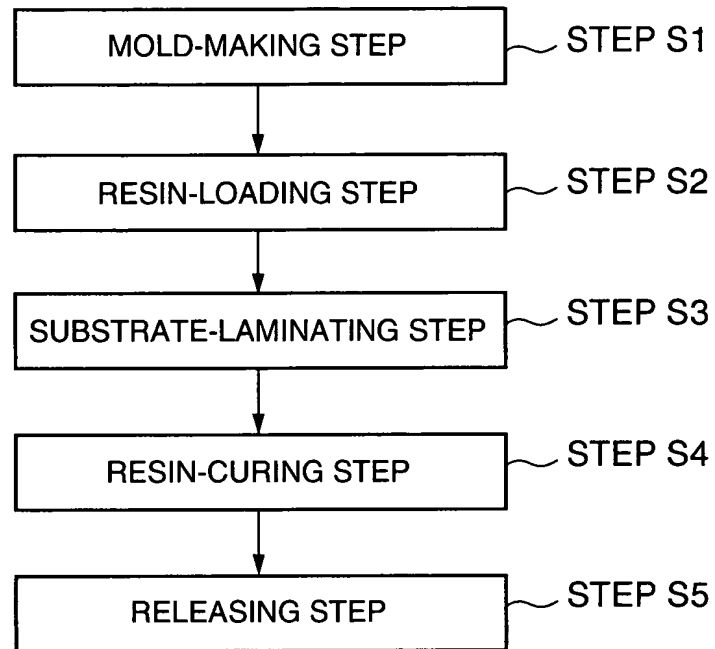 MOLD-MAKING STEP STEP S1
RESIN-LOADING STEP STEP S2
SUBSTRATE-LAMINATING STEP STEP S3
RESIN-CURING STEP STEP S4
RELEASING STEP STEP S5